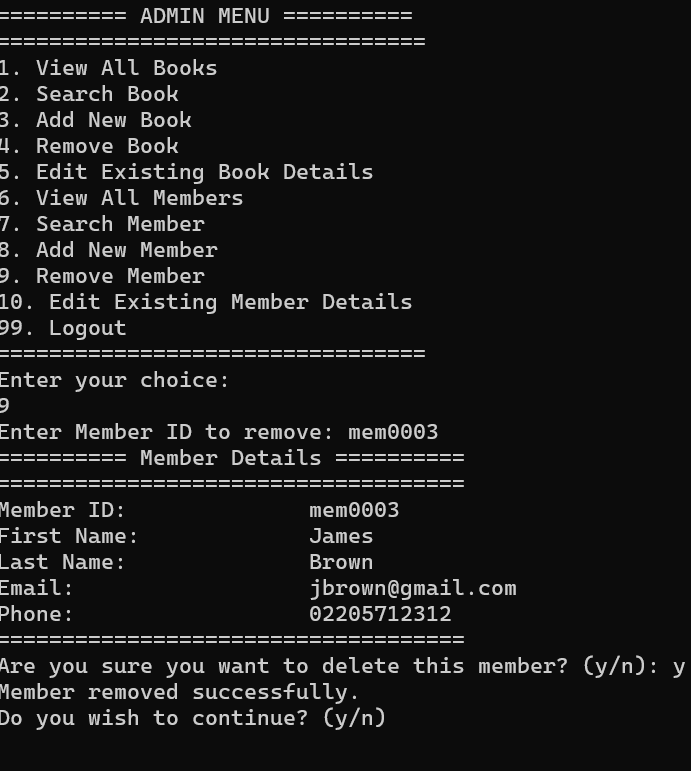 ========== ADMIN MENU ==========
=================================
1. View All Books
2. Search Book
3. Add New Book
4. Remove Book
5. Edit Existing Book Details
6. View All Members
7. Search Member
8. Add New Member
9. Remove Member
10. Edit Existing Member Details
99. Logout
=================================
Enter your choice:
9
Enter Member ID to remove: mem0003
========== Member Details ==========
====================================
Member ID: mem0003
First Name: James
Last Name: Brown
Email: jbrown@gmail.com
Phone: 02205712312
====================================
Are you sure you want to delete this member? (y/n): y
Member removed successfully.
Do you wish to continue? (y/n)